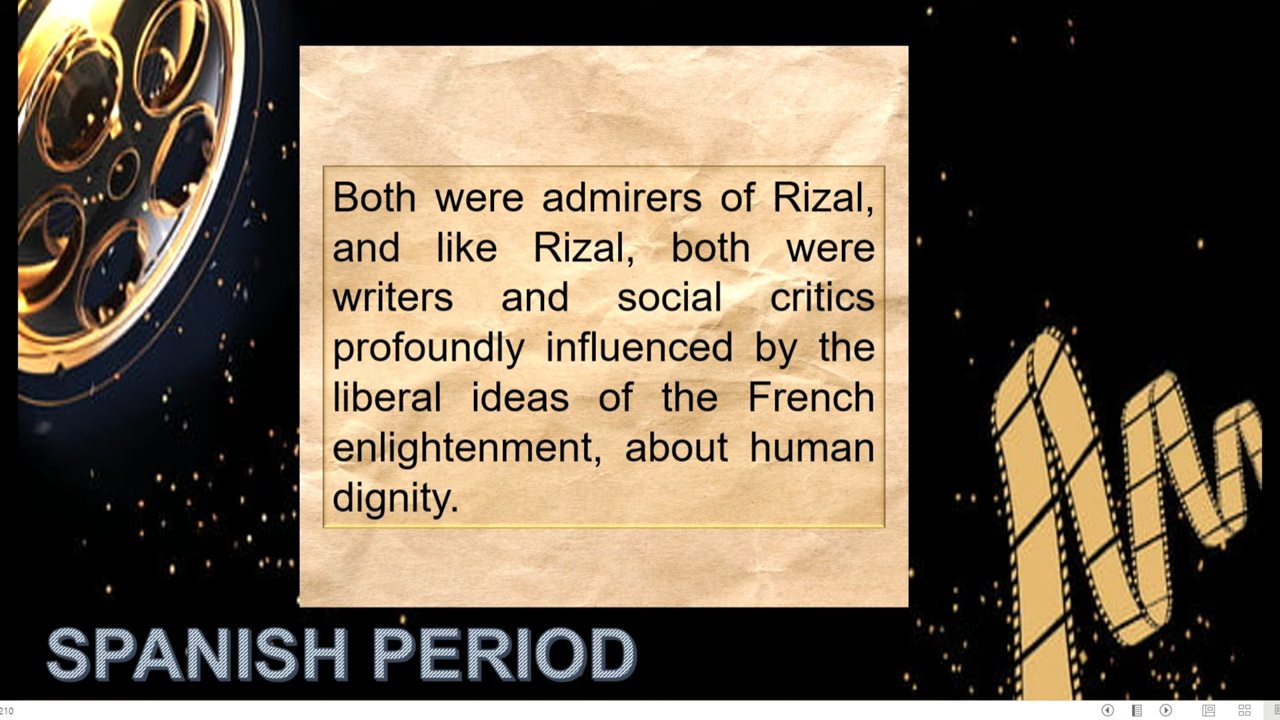 Both were admirers of Rizal,
and like Rizal, both were
writers and social critics
profoundly influenced by the
liberal ideas of the French
enlightenment, about human
dignity.
SPANISH PERIOD
210